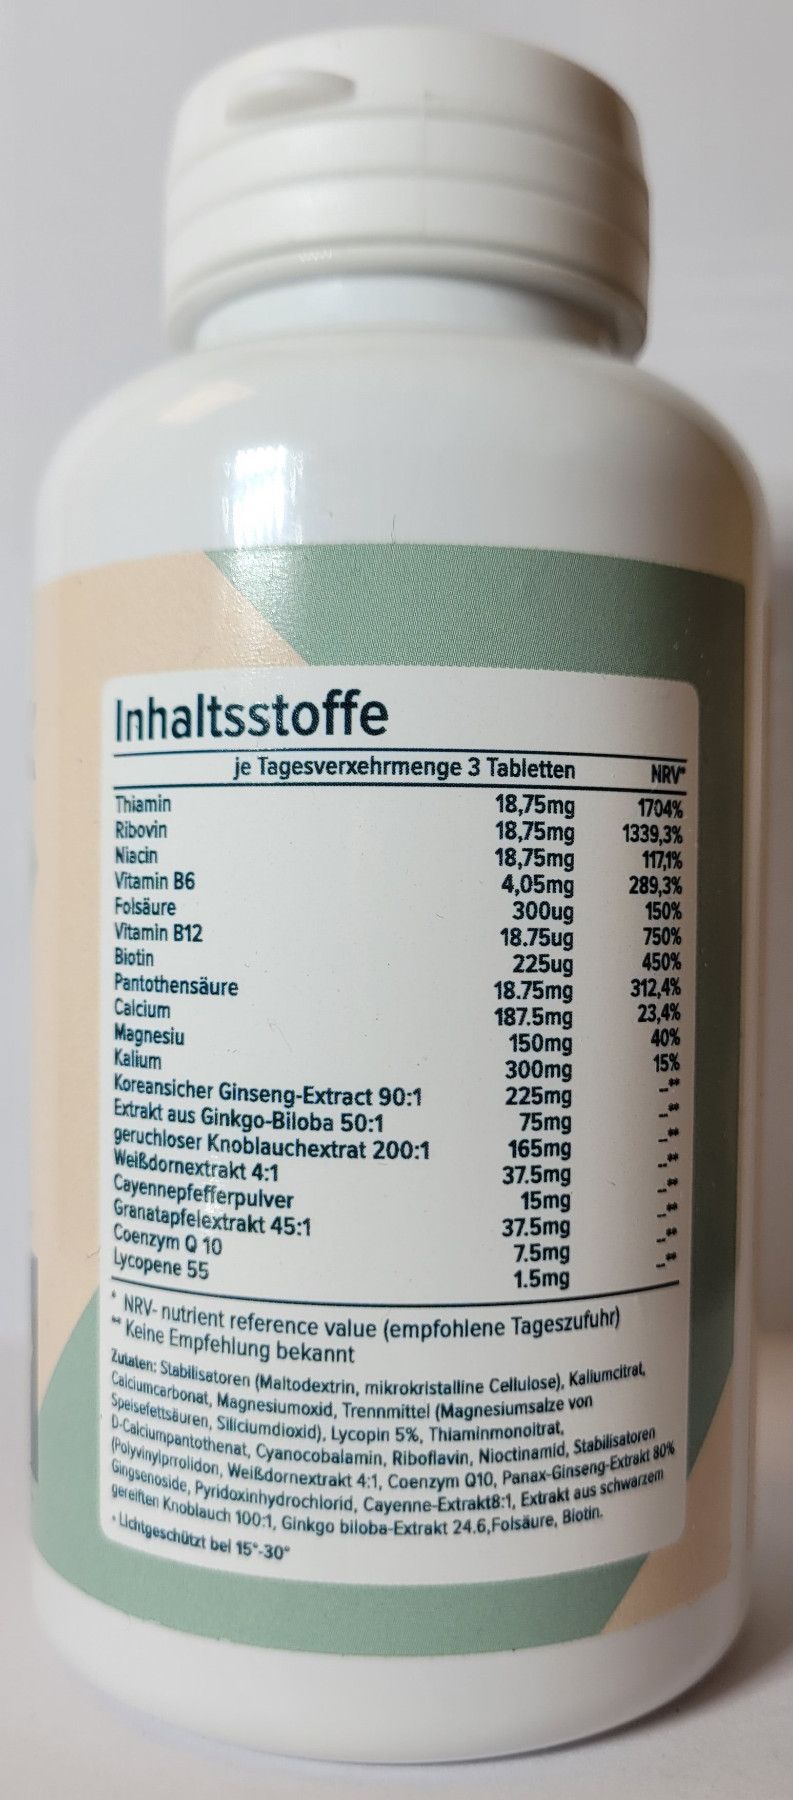 Inhaltsstoffe
je Tagesverxehrmenge 3 Tabletten NRV*
Thiamin 18,75mg 1704%
Ribovin 18,75mg 1339,3%
Niacin 18,75mg 117,1%
Vitamin B6 4,05mg 289,3%
Folsäure 300ug 150%
Vitamin B12 18.75ug 750%
Biotin 225ug 450%
Pantothensäure 18.75mg 312,4%
Calcium 187.5mg 23,4%
Magnesiu 150mg 40%
Kalium 300mg 15%
Koreansicher Ginseng-Extract 90:1 225mg _**
Extrakt aus Ginkgo-Biloba 50:1 75mg _**
geruchloser Knoblauchextrat 200:1 165mg _**
Weißdornextrakt 4:1 37.5mg _**
Cayennepfefferpulver 15mg _**
Granatapfelextrakt 45:1 37.5mg _**
Coenzym Q 10 7.5mg _**
Lycopene 55 1.5mg _**
* NRV- nutrient reference value (empfohlene Tageszufuhr)
** Keine Empfehlung bekannt
Zutaten: Stabilisatoren (Maltodextrin, mikrokristalline Cellulose), Kaliumcitrat,
Calciumcarbonat, Magnesiumoxid, Trennmittel (Magnesiumsalze von
Speisefettsäuren, Siliciumdioxid), Lycopin 5%, Thiaminmonoitrat,
D-Calciumpantothenat, Cyanocobalamin, Riboflavin, Nioctinamid, Stabilisatoren
(Polyvinylprrolidon, Weißdornextrakt 4:1, Coenzym Q10, Panax-Ginseng-Extrakt 80%
Gingsenoside, Pyridoxinhydrochlorid, Cayenne-Extrakt8:1, Extrakt aus schwarzem
gereiften Knoblauch 100:1, Ginkgo biloba-Extrakt 24.6,Folsäure, Biotin.
• Lichtgeschützt bei 15°-30°